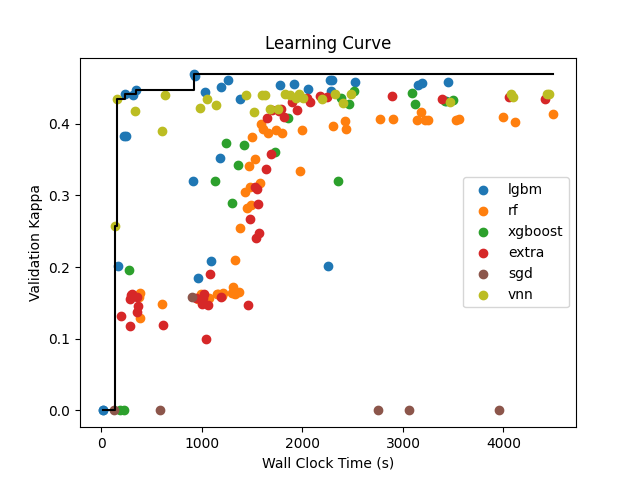 Learning Curve
Validation Kappa
0.4
0.3
0.2
0.1
0.0
lgbm
rf
xgboost
extra
sgd
vnn
0
1000
2000
3000
4000
Wall Clock Time (s)